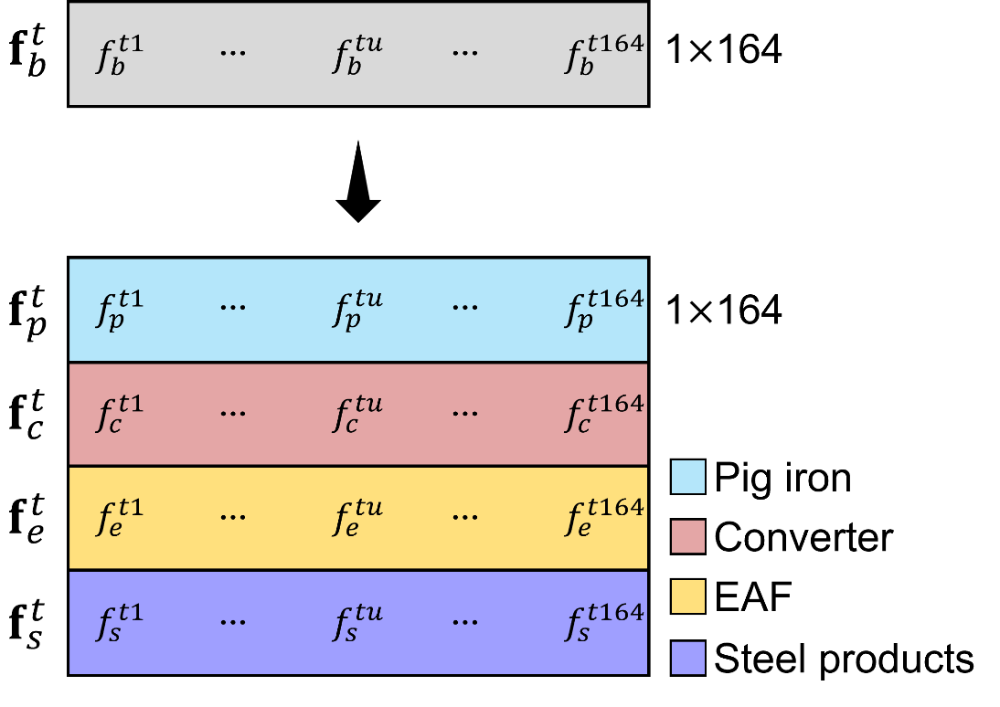 𝐟_b^t f_b^{t1} ... f_b^{tu} ... f_b^{t164} 1×164
𝐟_p^t f_p^{t1} ... f_p^{tu} ... f_p^{t164} 1×164
𝐟_c^t f_c^{t1} ... f_c^{tu} ... f_c^{t164}
𝐟_e^t f_e^{t1} ... f_e^{tu} ... f_e^{t164}
𝐟_s^t f_s^{t1} ... f_s^{tu} ... f_s^{t164}
Pig iron
Converter
EAF
Steel products